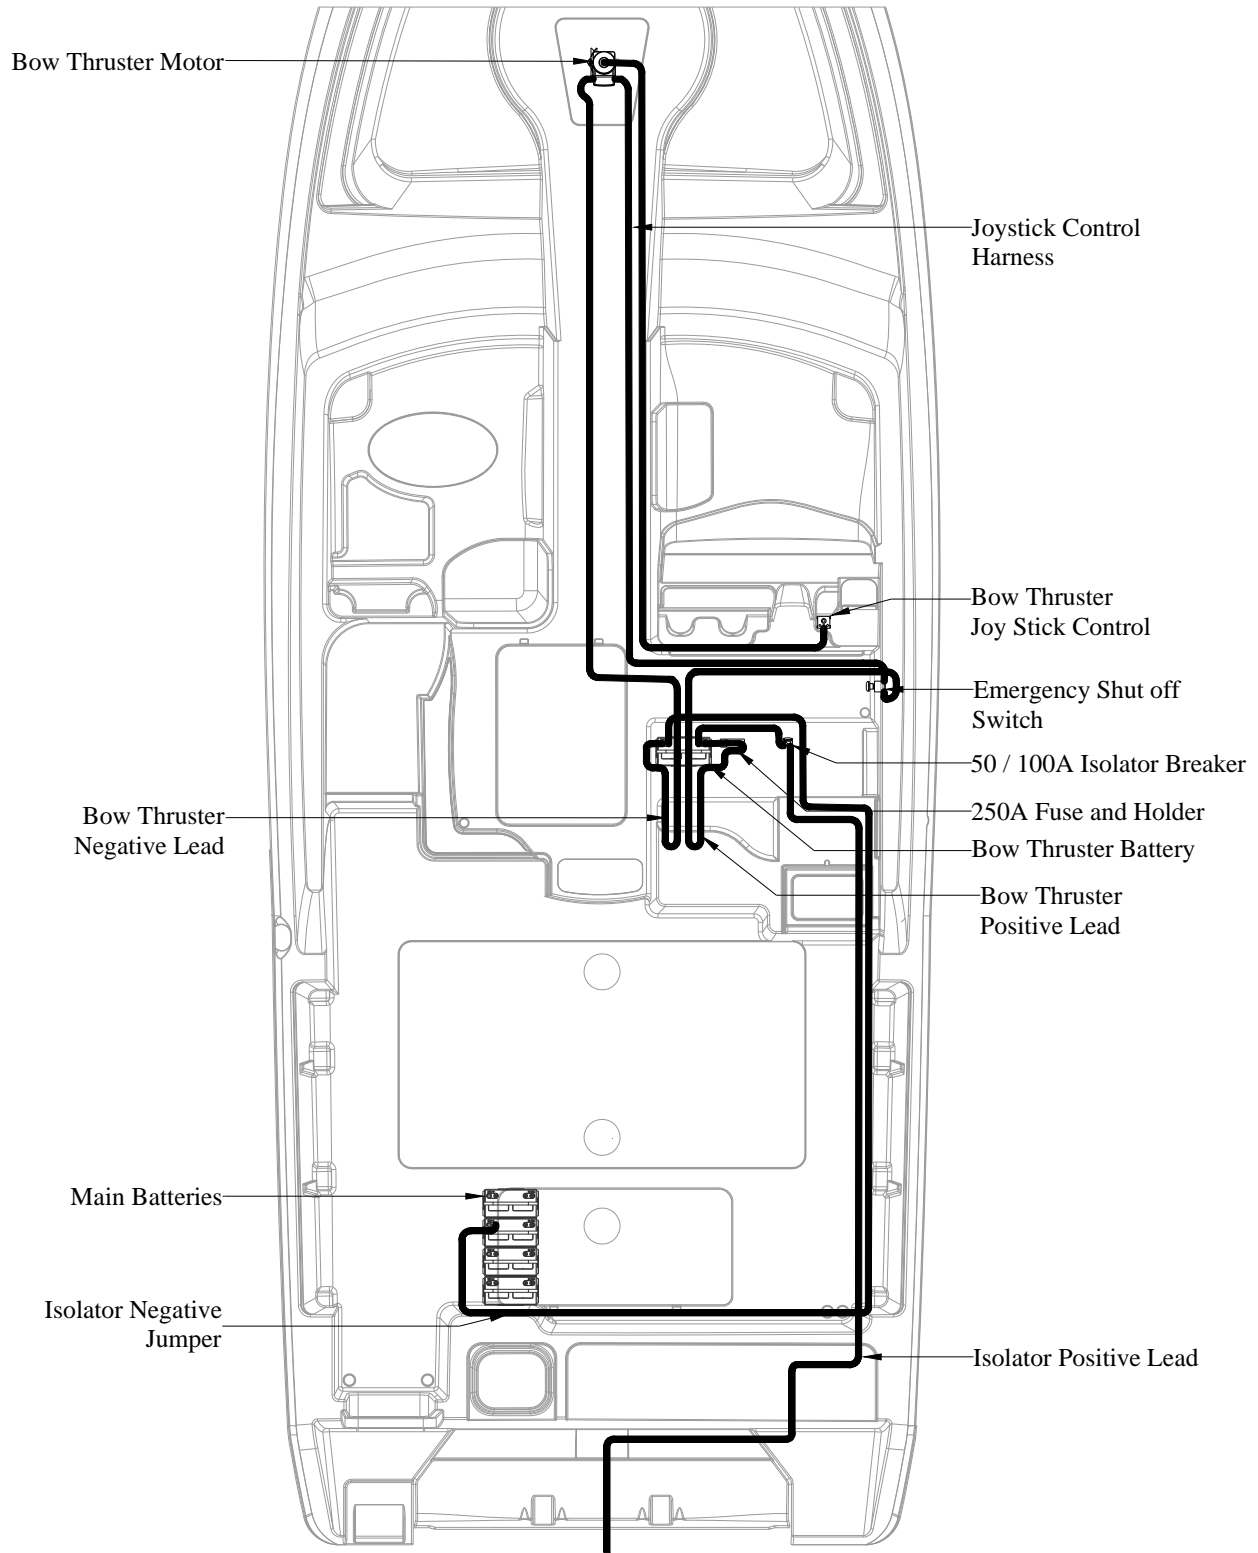 Bow Thruster Motor
Joystick Control
Harness
Bow Thruster
Joy Stick Control
Emergency Shut off
Switch
50 / 100A Isolator Breaker
250A Fuse and Holder
Bow Thruster
Negative Lead
Bow Thruster Battery
Bow Thruster
Positive Lead
Main Batteries
Isolator Negative
Jumper
Isolator Positive Lead